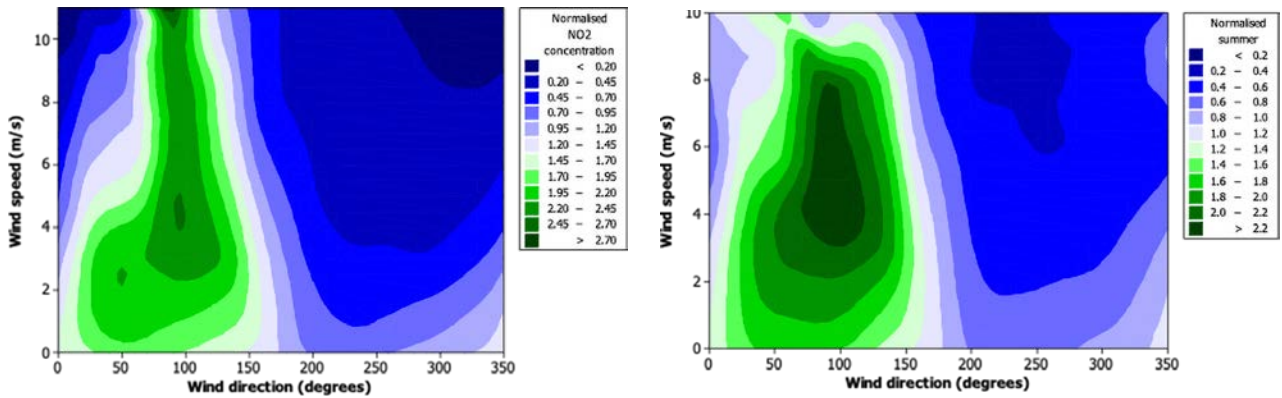 10
8
6
4
2
0
Wind speed (m/s)
0 50 100 150 200 250 300 350
Wind direction (degrees)
Normalised
NO2
concentration
< 0.20
0.20 – 0.45
0.45 – 0.70
0.70 – 0.95
0.95 – 1.20
1.20 – 1.45
1.45 – 1.70
1.70 – 1.95
1.95 – 2.20
2.20 – 2.45
2.45 – 2.70
> 2.70
10
8
6
4
2
0
Wind speed (m/s)
0 50 100 150 200 250 300 350
Wind direction (degrees)
Normalised
summer
< 0.2
0.2 – 0.4
0.4 – 0.6
0.6 – 0.8
0.8 – 1.0
1.0 – 1.2
1.2 – 1.4
1.4 – 1.6
1.6 – 1.8
1.8 – 2.0
2.0 – 2.2
> 2.2